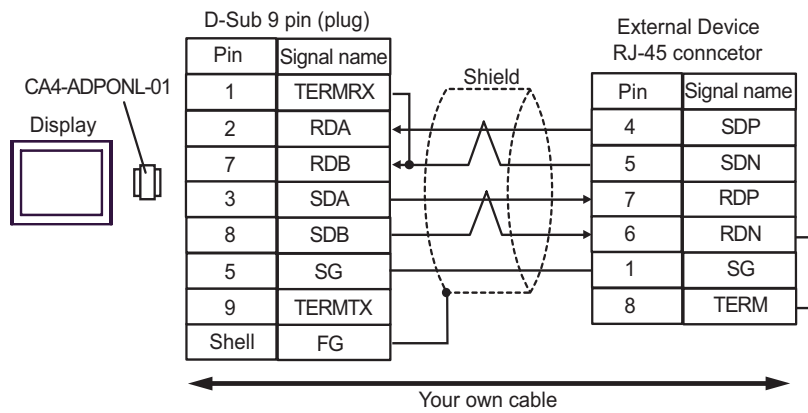 D-Sub 9 pin (plug)
External Device
RJ-45 conncetor
CA4-ADPONL-01
Display
Shield
Pin Signal name
1 TERMRX
2 RDA
7 RDB
3 SDA
8 SDB
5 SG
9 TERMTX
Shell FG
Pin Signal name
4 SDP
5 SDN
7 RDP
6 RDN
1 SG
8 TERM
Your own cable